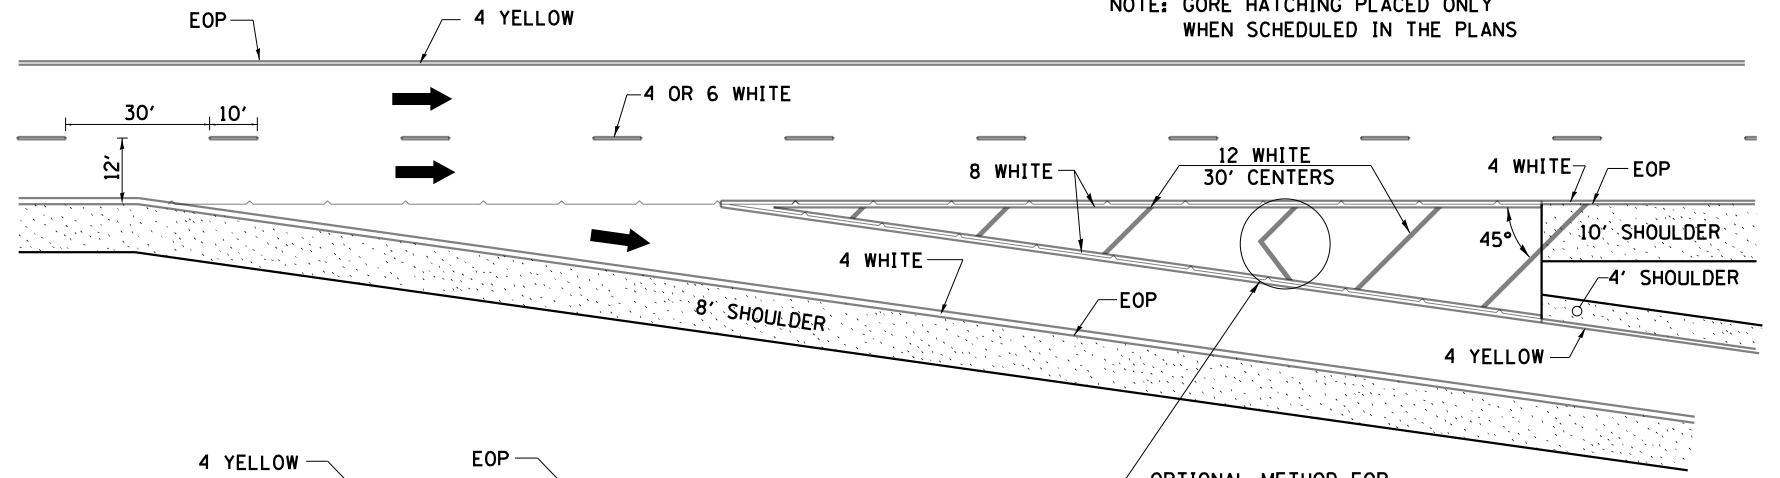 NOTE: GORE HATCHING PLACED ONLY
WHEN SCHEDULED IN THE PLANS
EOP
4 YELLOW
30'
10'
4 OR 6 WHITE
12'
8 WHITE
12 WHITE
30' CENTERS
4 WHITE
EOP
45°
10' SHOULDER
4 WHITE
4' SHOULDER
8' SHOULDER
EOP
4 YELLOW
4 YELLOW
EOP
OPTIONAL METHOD FOR